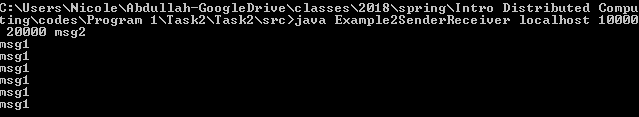 C:\Users\Nicole\Abdullah-GoogleDrive\classes\2018\spring\Intro Distributed Compu
ting\codes\Program 1\Task2\Task2\src>java Example2SenderReceiver localhost 10000
 20000 msg2
msg1
msg1
msg1
msg1
msg1
msg1